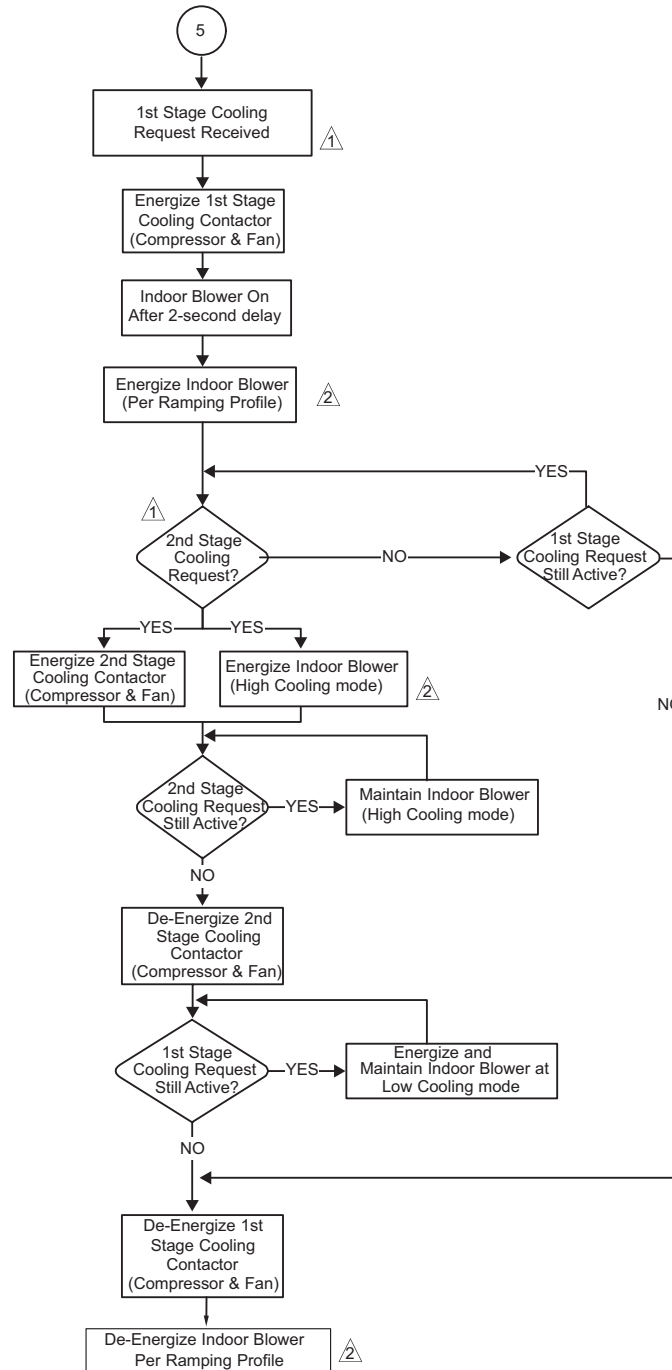 5
1st Stage Cooling
Request Received
1
Energize 1st Stage
Cooling Contactor
(Compressor & Fan)
Indoor Blower On
After 2-second delay
Energize Indoor Blower
(Per Ramping Profile)
2
YES
1
2nd Stage
Cooling
Request?
NO
1st Stage
Cooling Request
Still Active?
YES
YES
Energize 2nd Stage
Cooling Contactor
(Compressor & Fan)
Energize Indoor Blower
(High Cooling mode)
2
NO
2nd Stage
Cooling Request
Still Active?
YES
Maintain Indoor Blower
(High Cooling mode)
NO
De-Energize 2nd
Stage Cooling
Contactor
(Compressor & Fan)
1st Stage
Cooling Request
Still Active?
YES
Energize and
Maintain Indoor Blower at
Low Cooling mode
NO
De-Energize 1st
Stage Cooling
Contactor
(Compressor & Fan)
De-Energize Indoor Blower
Per Ramping Profile
2